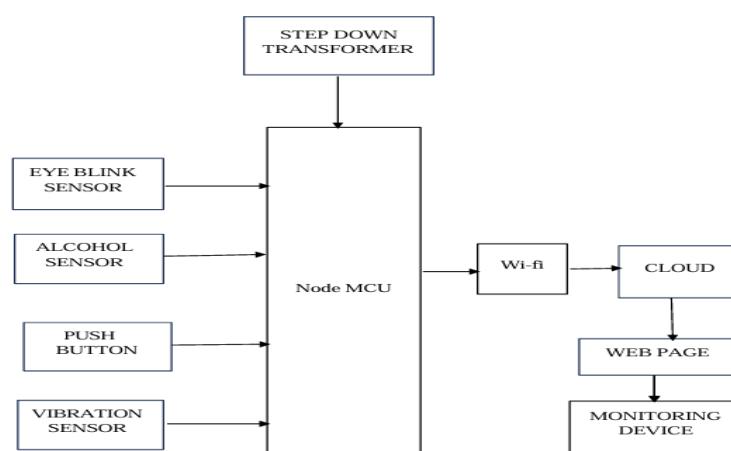 STEP DOWN
TRANSFORMER
EYE BLINK
SENSOR
ALCOHOL
SENSOR
PUSH
BUTTON
VIBRATION
SENSOR
Node MCU
Wi-fi
CLOUD
WEB PAGE
MONITORING
DEVICE